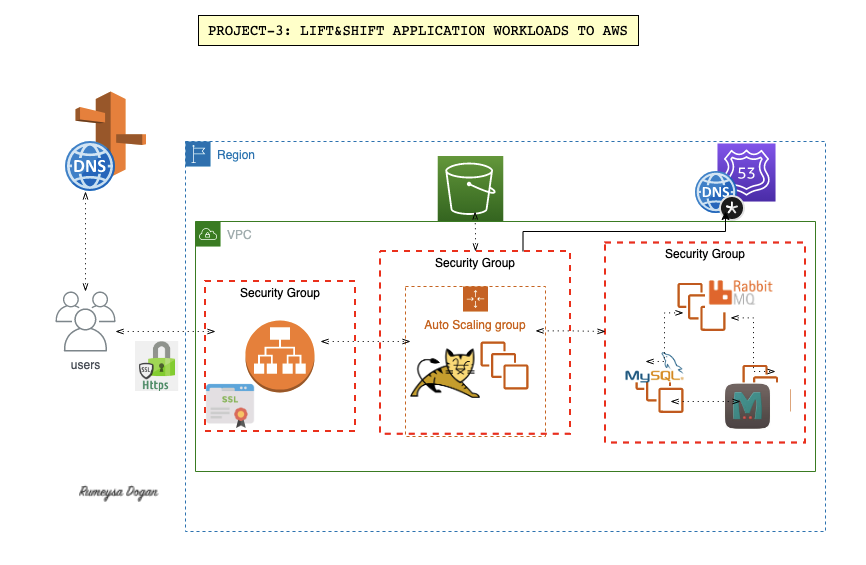 PROJECT-3: LIFT&SHIFT APPLICATION WORKLOADS TO AWS
DNS
Region
53
DNS
*
VPC
Security Group
Security Group
Security Group
Auto Scaling group
Rabbit
MQ
users
SSL
Https
SSL
MySQL
M
Rumeysa Dogan